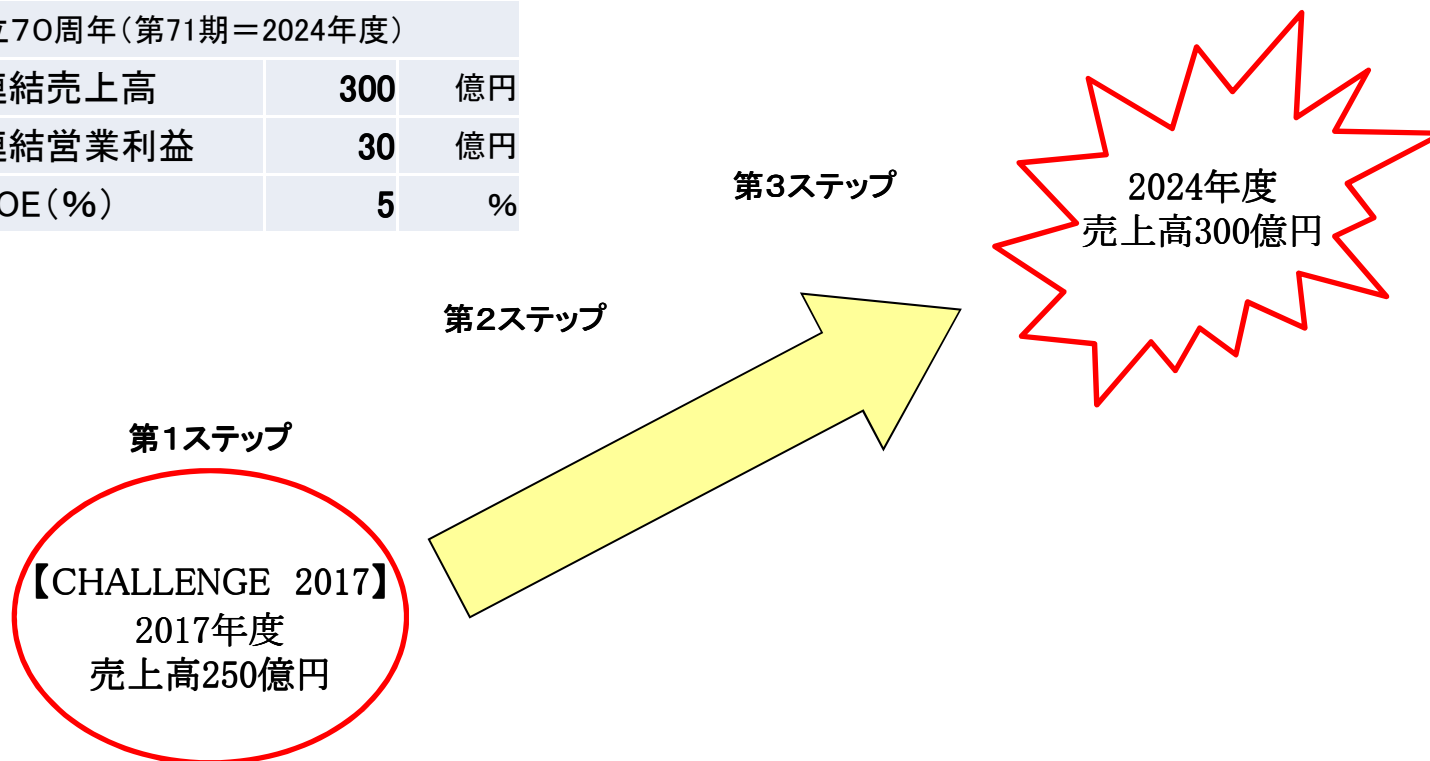 立70周年(第71期＝2024年度)
連結売上高 300 億円
連結営業利益 30 億円
OE(%) 5 %
第3ステップ
2024年度
売上高300億円
第2ステップ
第1ステップ
【CHALLENGE　2017】
2017年度
売上高250億円